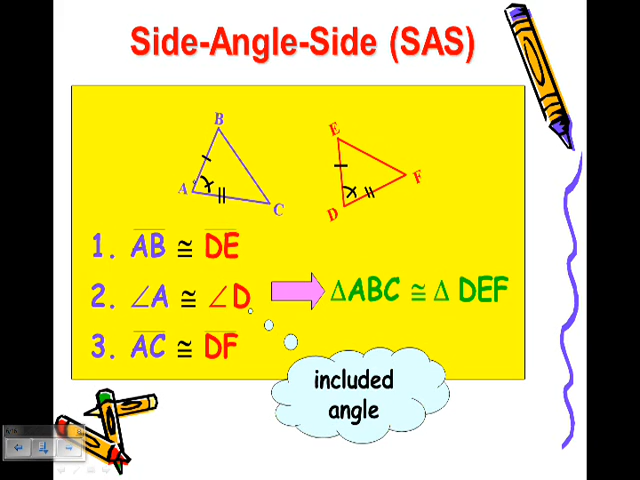 Side-Angle-Side (SAS)
B
E
A
C
F
D
1. AB ≅ DE
2. ∠A ≅ ∠D
ΔABC ≅ Δ DEF
3. AC ≅ DF
included
angle